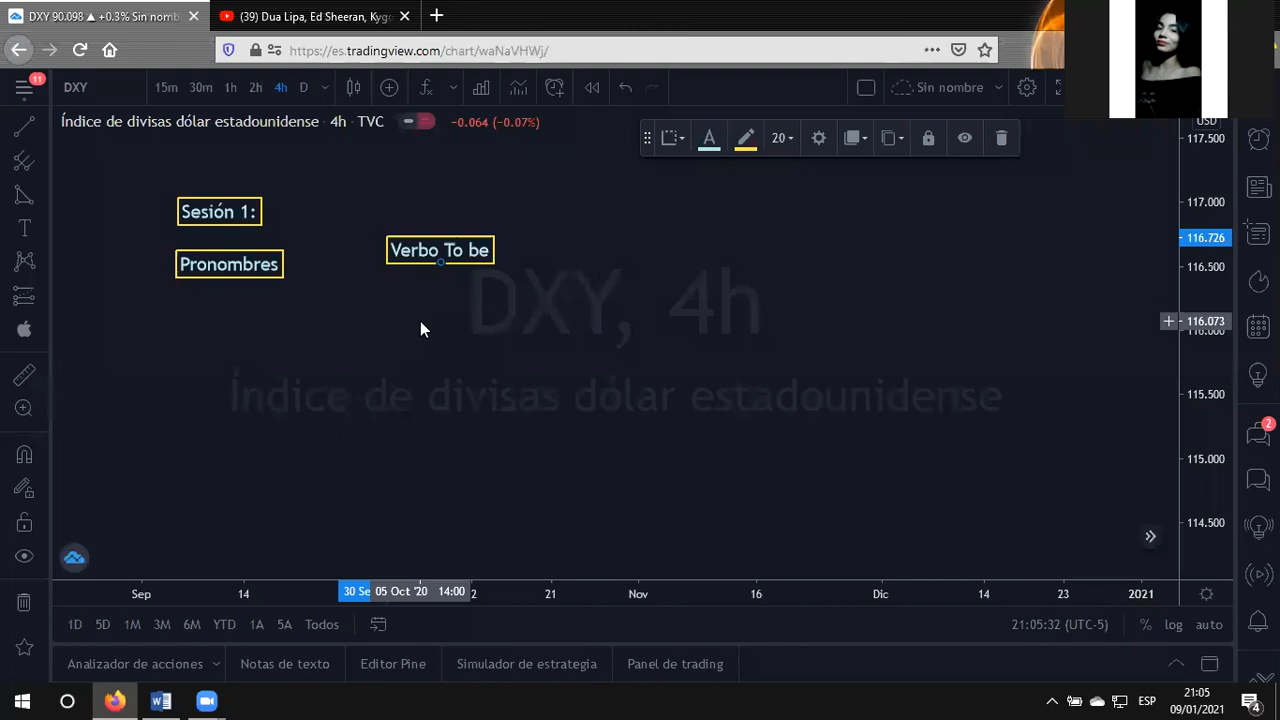 DXY 90.098 ▲ +0.3% Sin nomb
(39) Dua Lipa, Ed Sheeran, Kygo
https://es.tradingview.com/chart/waNaVHWj/
11
DXY 15m 30m 1h 2h 4h D Sin nombre
Índice de divisas dólar estadounidense · 4h · TVC −0.064 (−0.07%)
USD
20
117.500
Sesión 1:
117.000
116.726
Verbo To be
Pronombres
116.500
DXY, 4h
116.073
116.000
Índice de divisas dólar estadounidense
115.500
2
115.000
114.500
30 Se 05 Oct '20 14:00
Sep 14 2 21 Nov 16 Dic 14 23 2021
1D 5D 1M 3M 6M YTD 1A 5A Todos 21:05:32 (UTC-5) % log auto
Analizador de acciones Notas de texto Editor Pine Simulador de estrategia Panel de trading
ESP
21:05
09/01/2021
4